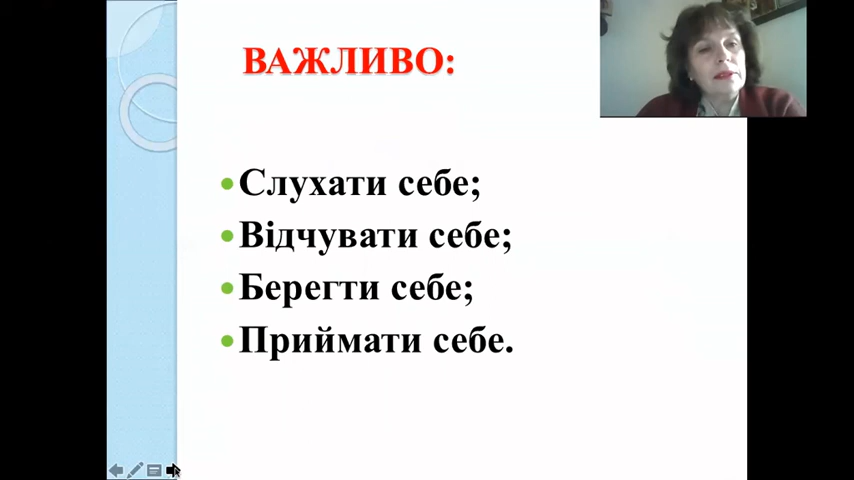 ВАЖЛИВО:
Слухати себе;
Відчувати себе;
Берегти себе;
Приймати себе.